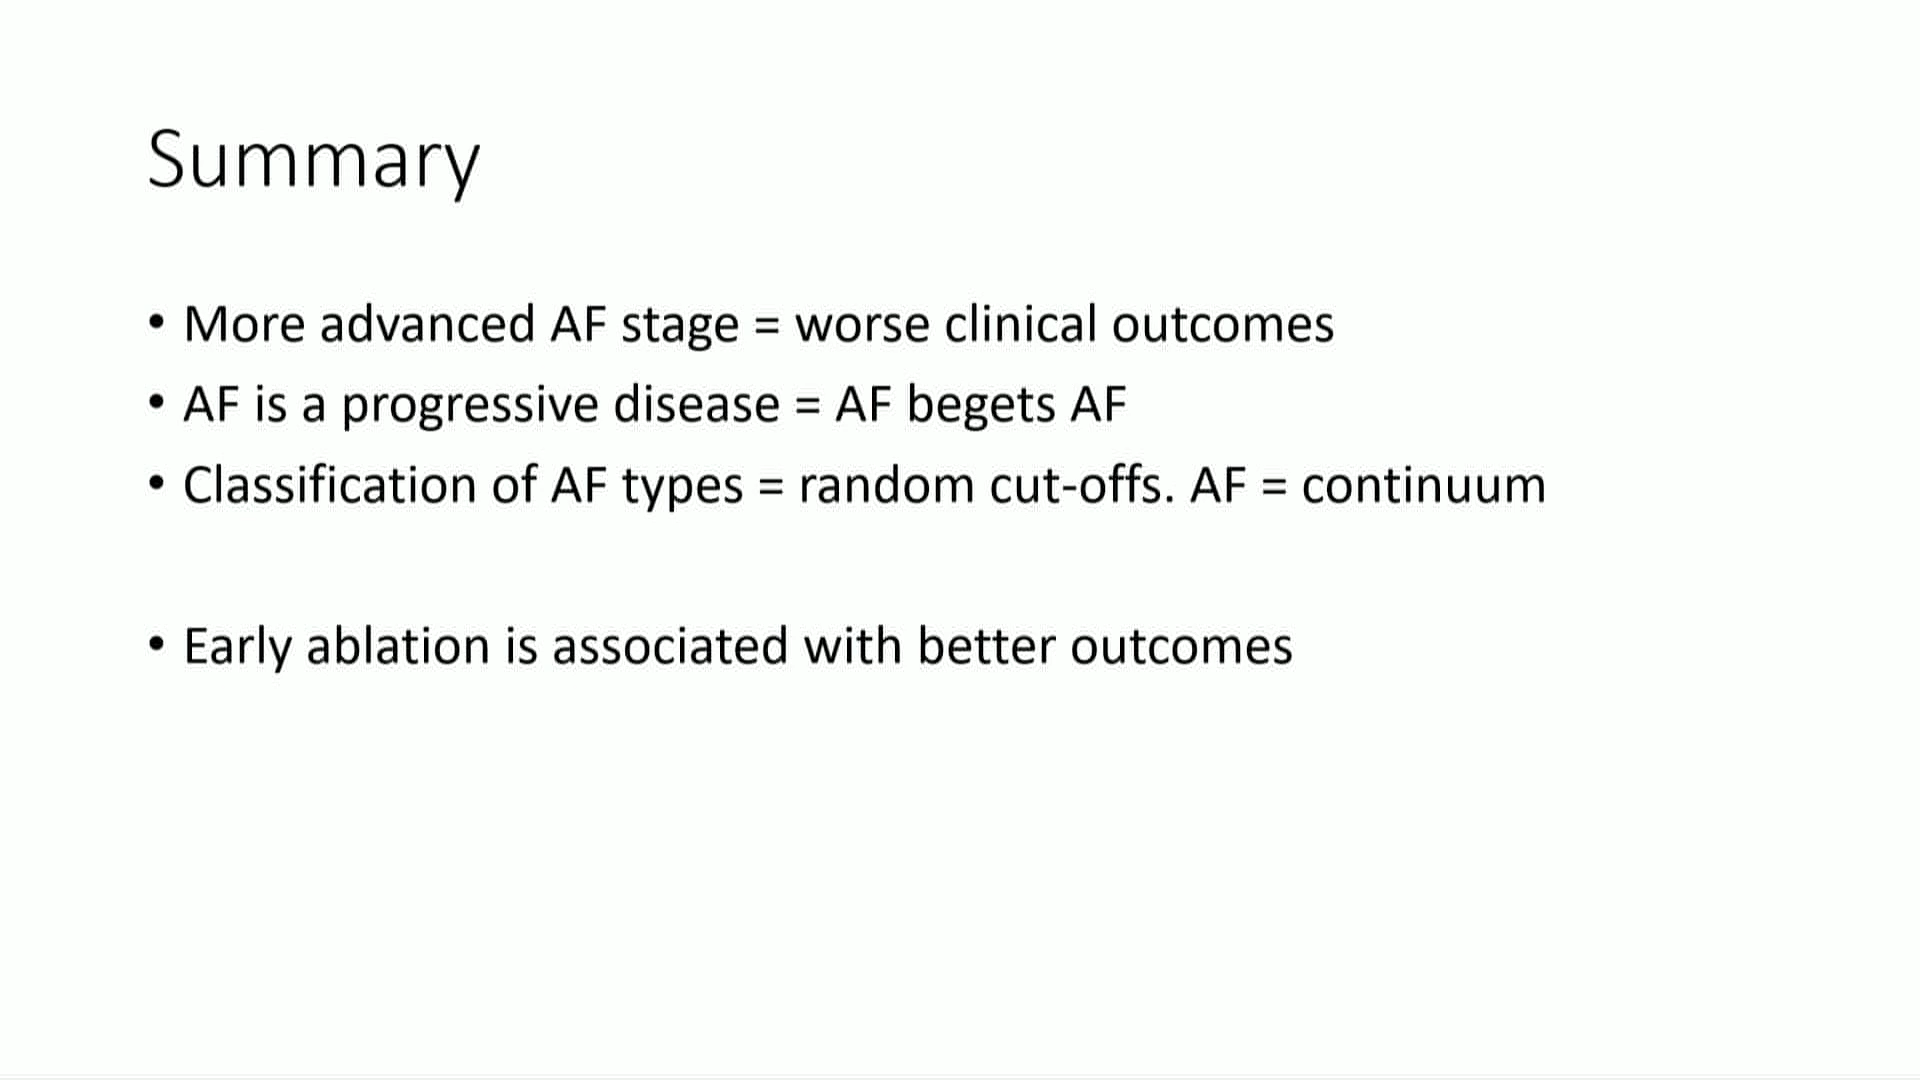 Summary
• More advanced AF stage = worse clinical outcomes
• AF is a progressive disease = AF begets AF
• Classification of AF types = random cut-offs. AF = continuum
• Early ablation is associated with better outcomes